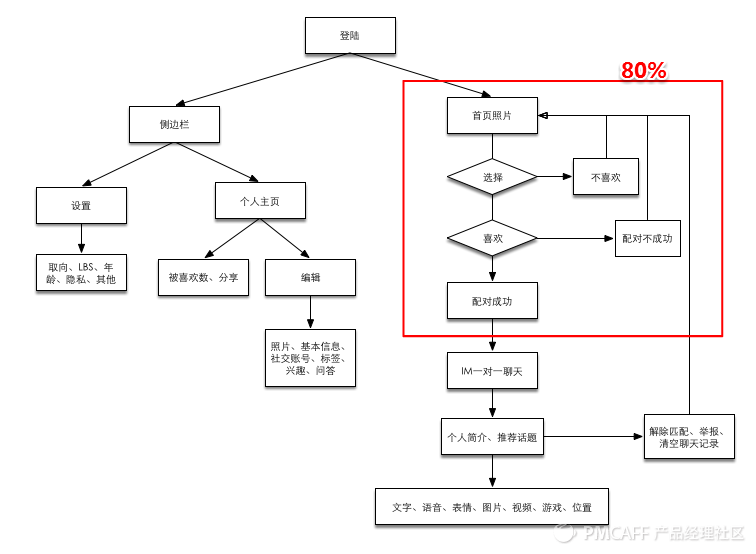 登陆
80%
侧边栏
首页照片
设置
个人主页
选择
不喜欢
喜欢
配对不成功
取向、LBS、年
龄、隐私、其他
被喜欢数、分享
编辑
配对成功
照片、基本信息、
社交账号、标签、
兴趣、问答
IM一对一聊天
个人简介、推荐话题
解除匹配、举报、
清空聊天记录
文字、语音、表情、图片、视频、游戏、位置
PMCAFF 产品经理社区